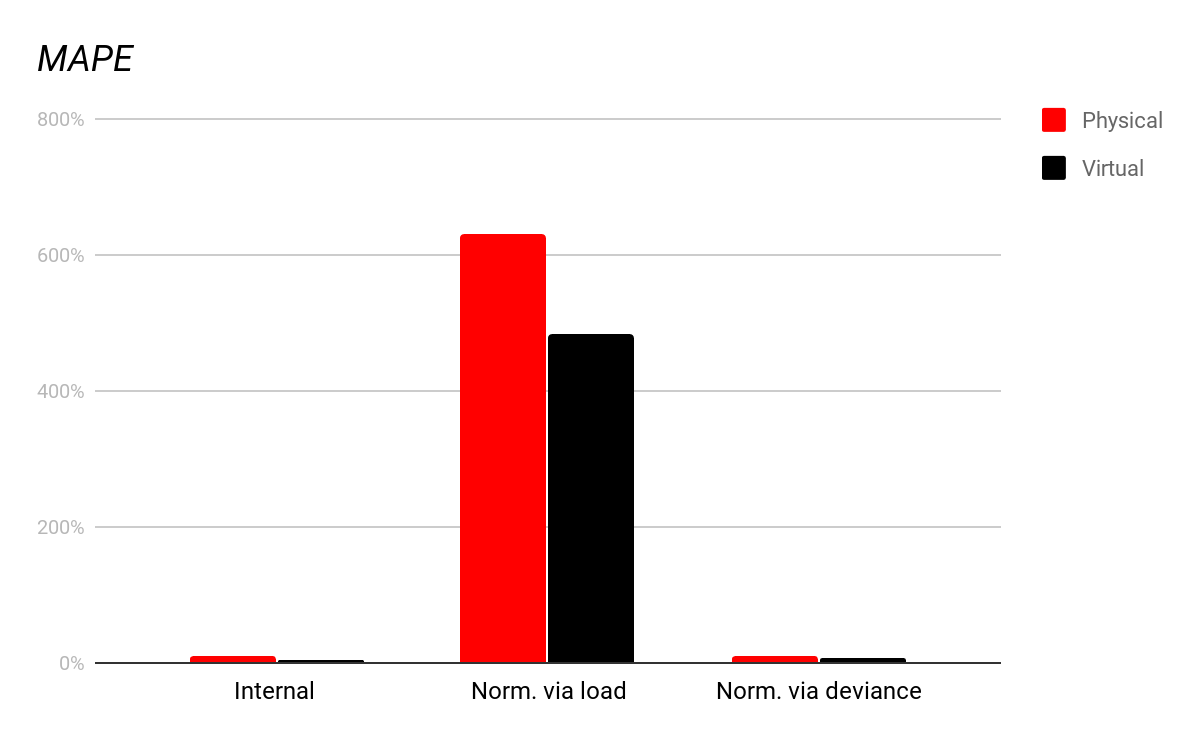 MAPE
800%
600%
400%
200%
0%
Internal
Norm. via load
Norm. via deviance
Physical
Virtual